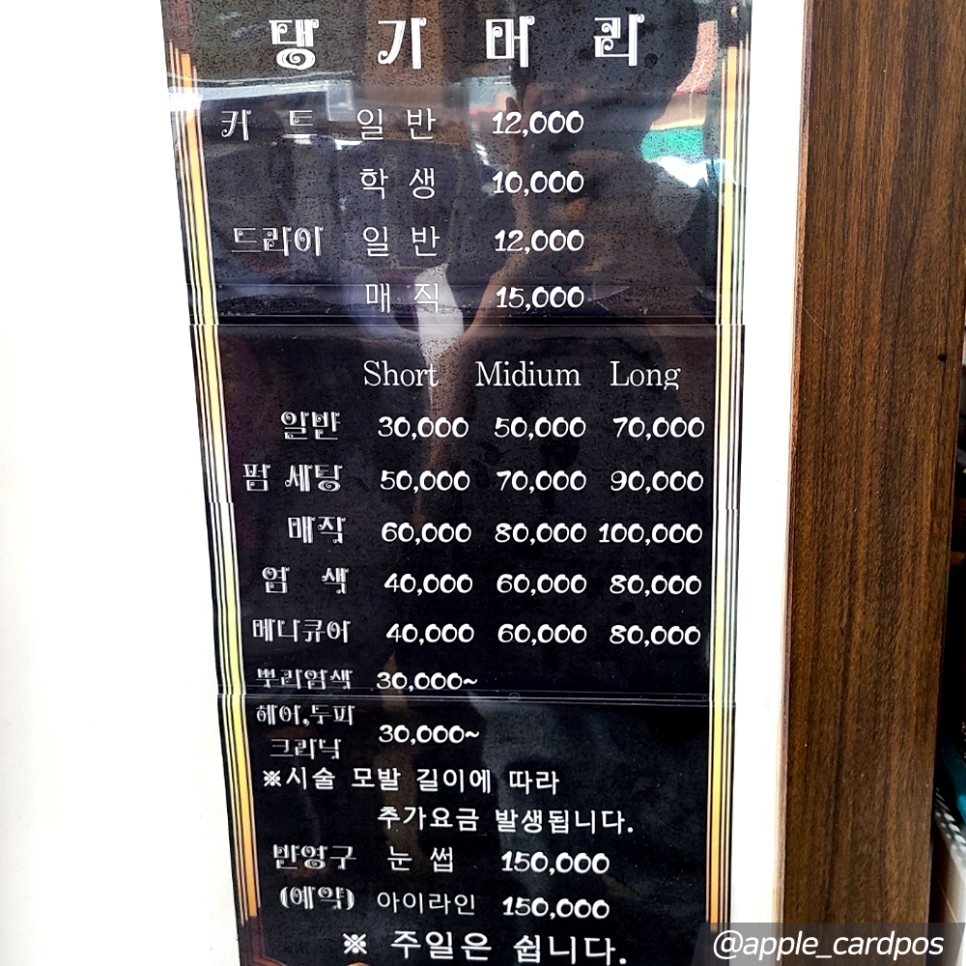 댕기머리
카 트 일 반 12,000
학 생 10,000
드라이 일 반 12,000
매 직 15,000
Short Midium Long
일반 30,000 50,000 70,000
펌 세팅 50,000 70,000 90,000
매직 60,000 80,000 100,000
염 색 40,000 60,000 80,000
메니큐어 40,000 60,000 80,000
뿌리염색 30,000~
헤어,두피
크리닉 30,000~
※시술 모발 길이에 따라
추가요금 발생됩니다.
반영구 눈 썹 150,000
(예약) 아이라인 150,000
※ 주일은 쉽니다.
@apple_cardpos